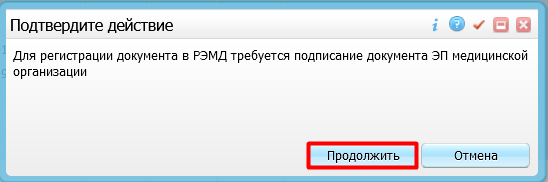 Подтвердите действие
Для регистрации документа в РЭМД требуется подписание документа ЭП медицинской
организации
Продолжить
Отмена